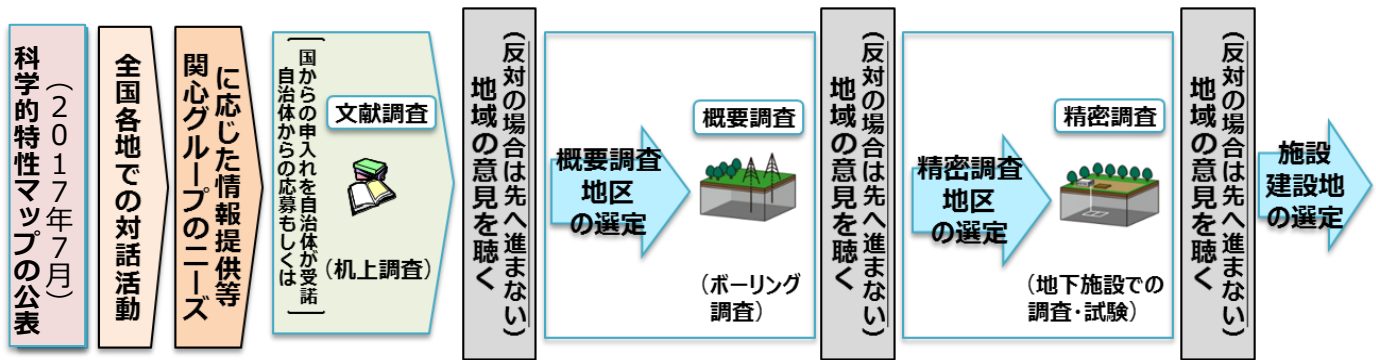 科学的特性マップの公表
（２０１７年７月）
全国各地での対話活動
関心グループのニーズ
に応じた情報提供等
自治体からの応募もしくは
国からの申入れを自治体が受諾
文献調査
（机上調査）
地域の意見を聴く
（反対の場合は先へ進まない）
概要調査
地区
の選定
概要調査
（ボーリング
調査）
地域の意見を聴く
（反対の場合は先へ進まない）
精密調査
地区
の選定
精密調査
（地下施設での
調査・試験）
地域の意見を聴く
（反対の場合は先へ進まない）
施設
建設地
の選定